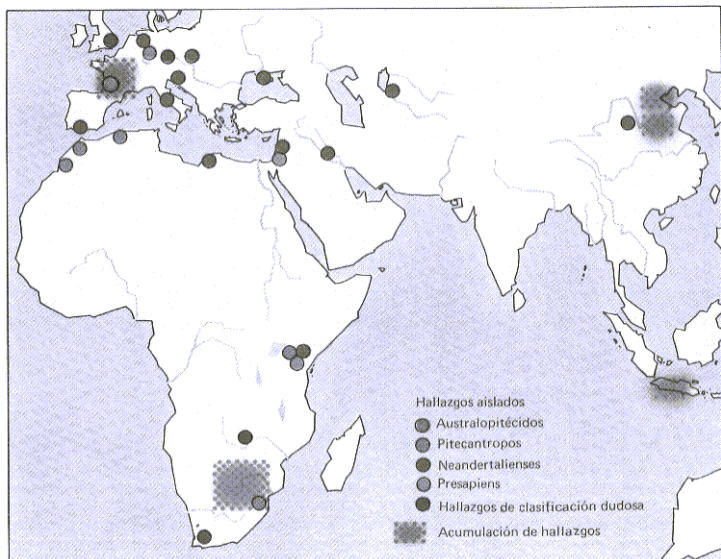 Hallazgos aislados
Australopitécidos
Pitecantropos
Neandertalienses
Presapiens
Hallazgos de clasificación dudosa
Acumulación de hallazgos